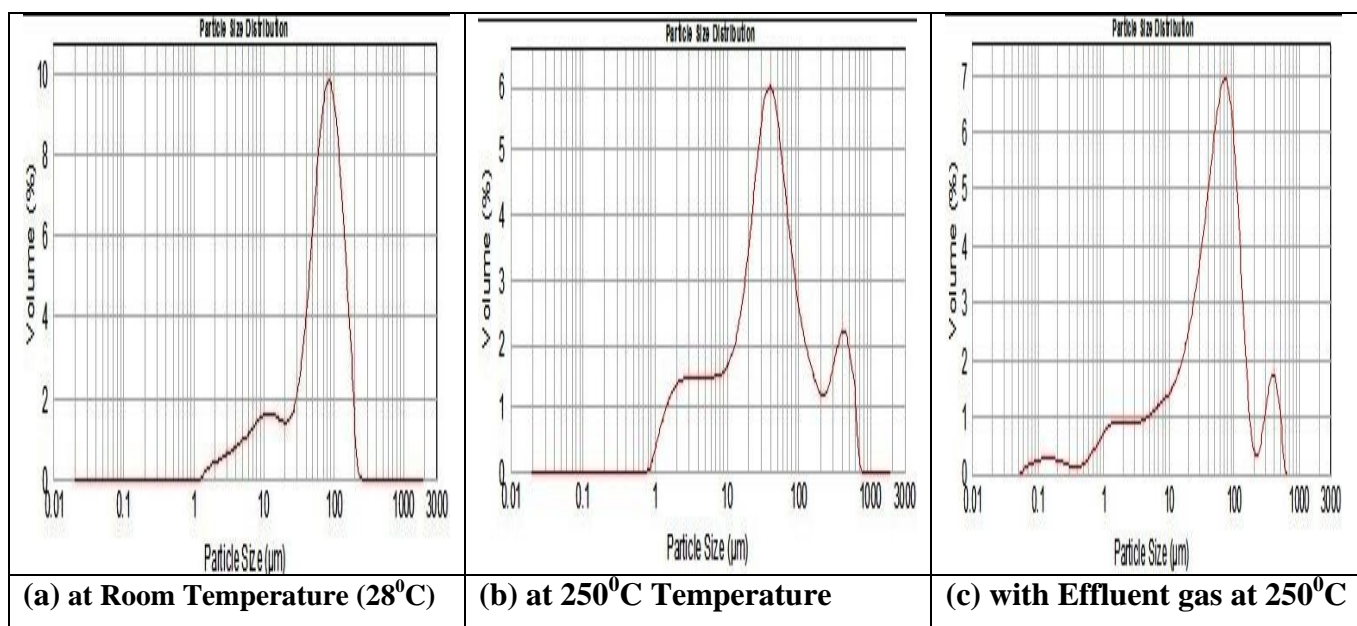 Particle Size Distribution
10
8
6
4
2
0
Volume (%)
0.01 0.1 1 10 100 1000 3000
Particle Size (µm)
(a) at Room Temperature (28⁰C)
Particle Size Distribution
6
5
4
3
2
1
0
Volume (%)
0.01 0.1 1 10 100 1000 3000
Particle Size (µm)
(b) at 250⁰C Temperature
Particle Size Distribution
7
6
5
4
3
2
1
0
Volume (%)
0.01 0.1 1 10 100 1000 3000
Particle Size (µm)
(c) with Effluent gas at 250⁰C